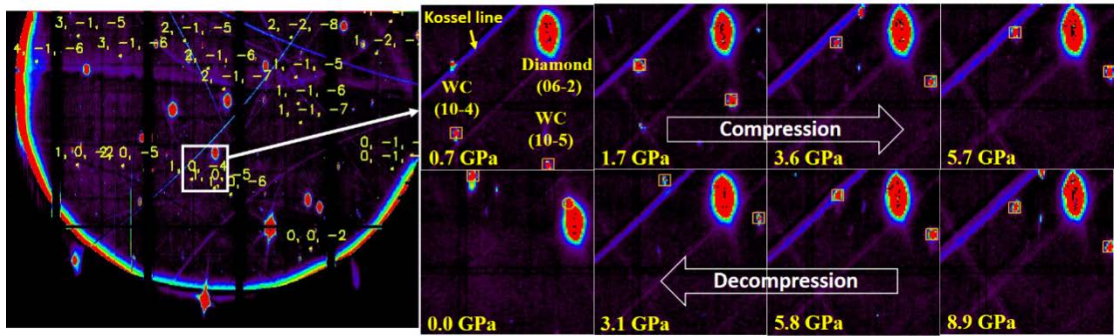 3, -1, -5
2, -2, -8
2, -1, -5
1, -2, -
4, -1, -6
3, -1, -6
2, -1, -6
1, -1, -5
2, -1, -7
1, -1, -6
1, -1, -7
0, -1,
0, -1,
1, 0, -2
0, -5
1, 0, -4
-5
0, -6
0, 0, -2
Kossel line
WC
(10-4)
Diamond
(06-2)
WC
(10-5)
0.7 GPa
Compression
1.7 GPa
3.6 GPa
5.7 GPa
Decompression
0.0 GPa
3.1 GPa
5.8 GPa
8.9 GPa